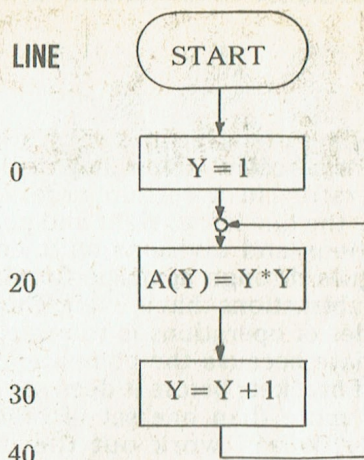 LINE
START
0
Y = 1
20
A(Y) = Y*Y
30
Y = Y + 1
40